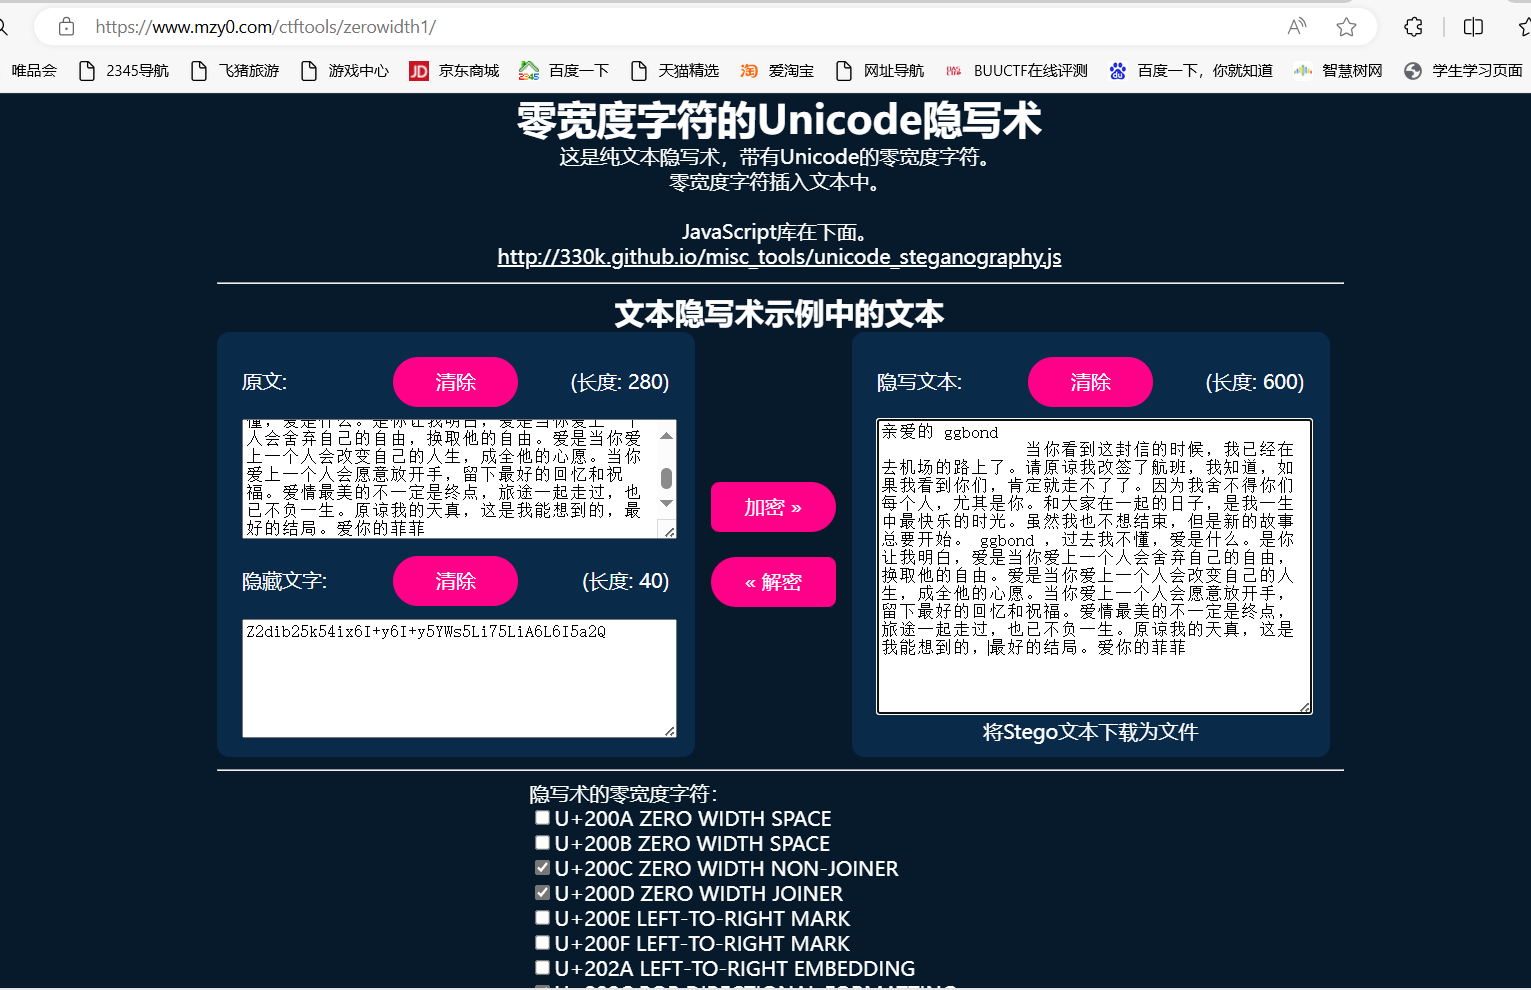 https://www.mzy0.com/ctftools/zerowidth1/
唯品会 2345导航 飞猪旅游 游戏中心 京东商城 百度一下 天猫精选 爱淘宝 网址导航 BUUCTF在线评测 百度一下，你就知道 智慧树网 学生学习页面
零宽度字符的Unicode隐写术
这是纯文本隐写术，带有Unicode的零宽度字符。
零宽度字符插入文本中。
JavaScript库在下面。
http://330k.github.io/misc_tools/unicode_steganography.js
文本隐写术示例中的文本
原文: 清除 (长度: 280)
懂，爱是什么。是你让我明白，爱是当你爱上一个
人会舍弃自己的自由，换取他的自由。爱是当你爱
上一个人会改变自己的人生，成全他的心愿。当你
爱上一个人会愿意放开手，留下最好的回忆和祝
福。爱情最美的不一定是终点，旅途一起走过，也
已不负一生。原谅我的天真，这是我能想到的，最
好的结局。爱你的菲菲
隐藏文字: 清除 (长度: 40)
Z2dib25k54ix6I+y6I+y5YWs5Li75LiA6L6I5a2Q
加密 »
« 解密
隐写文本: 清除 (长度: 600)
亲爱的 ggbond
当你看到这封信的时候，我已经在
去机场的路上了。请原谅我改签了航班，我知道，如
果我看到你们，肯定就走不了了。因为我舍不得你们
每个人，尤其是你。和大家在一起的日子，是我一生
中最快乐的时光。虽然我也不想结束，但是新的故事
总要开始。 ggbond ，过去我不懂，爱是什么。是你
让我明白，爱是当你爱上一个人会舍弃自己的自由，
换取他的自由。爱是当你爱上一个人会改变自己的人
生，成全他的心愿。当你爱上一个人会愿意放开手，
留下最好的回忆和祝福。爱情最美的不一定是终点，
旅途一起走过，也已不负一生。原谅我的天真，这是
我能想到的，最好的结局。爱你的菲菲
将Stego文本下载为文件
隐写术的零宽度字符:
U+200A ZERO WIDTH SPACE
U+200B ZERO WIDTH SPACE
U+200C ZERO WIDTH NON-JOINER
U+200D ZERO WIDTH JOINER
U+200E LEFT-TO-RIGHT MARK
U+200F LEFT-TO-RIGHT MARK
U+202A LEFT-TO-RIGHT EMBEDDING